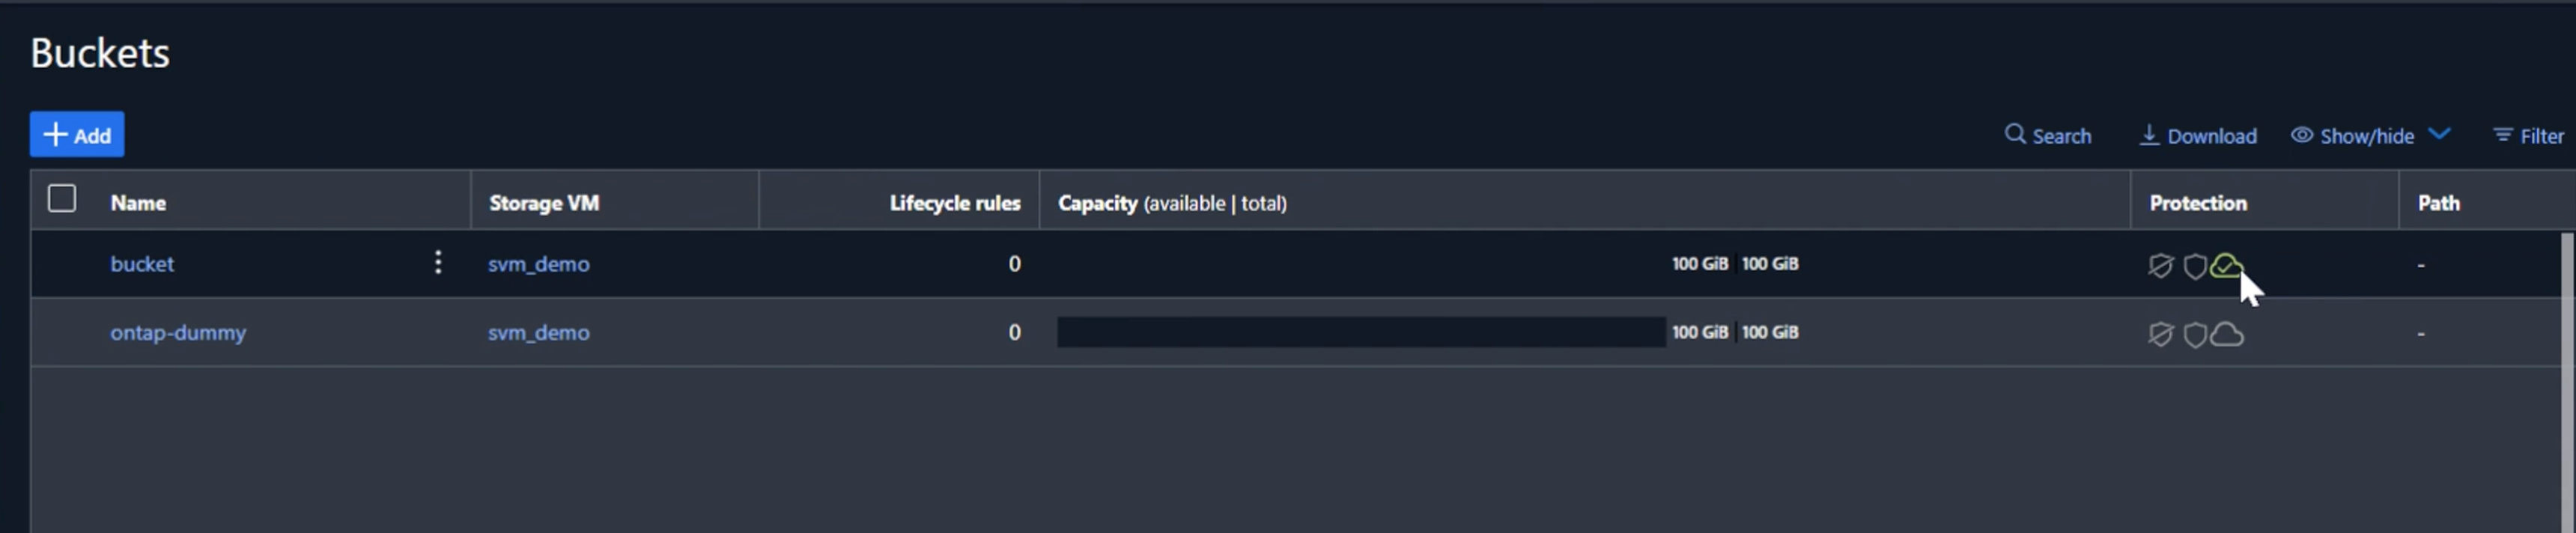 Buckets
+ Add Search Download Show/hide Filter
Name Storage VM Lifecycle rules Capacity (available | total) Protection Path
bucket svm_demo 0 100 GiB 100 GiB -
ontap-dummy svm_demo 0 100 GiB 100 GiB -